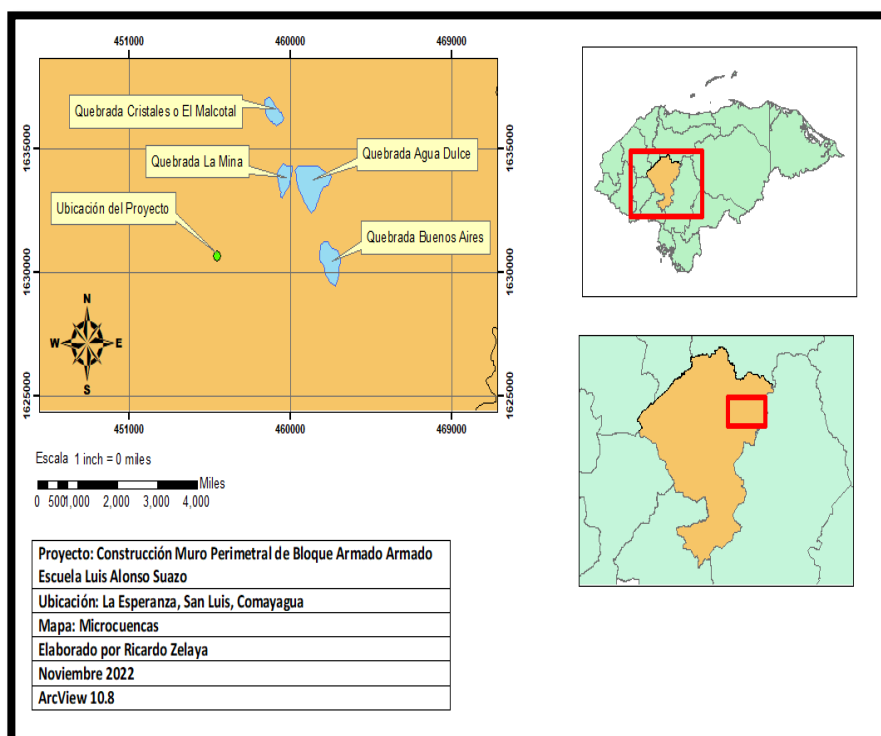 451000 460000 469000
Quebrada Cristales o El Malcotal
1635000 1635000
Quebrada La Mina
Quebrada Agua Dulce
Ubicación del Proyecto
Quebrada Buenos Aires
1630000 1630000
N
W E
S
1625000 1625000
451000 460000 469000
Escala 1 inch = 0 miles
Miles
0 500 1,000 2,000 3,000 4,000
Proyecto: Construcción Muro Perimetral de Bloque Armado Armado
Escuela Luis Alonso Suazo
Ubicación: La Esperanza, San Luis, Comayagua
Mapa: Microcuencas
Elaborado por Ricardo Zelaya
Noviembre 2022
ArcView 10.8